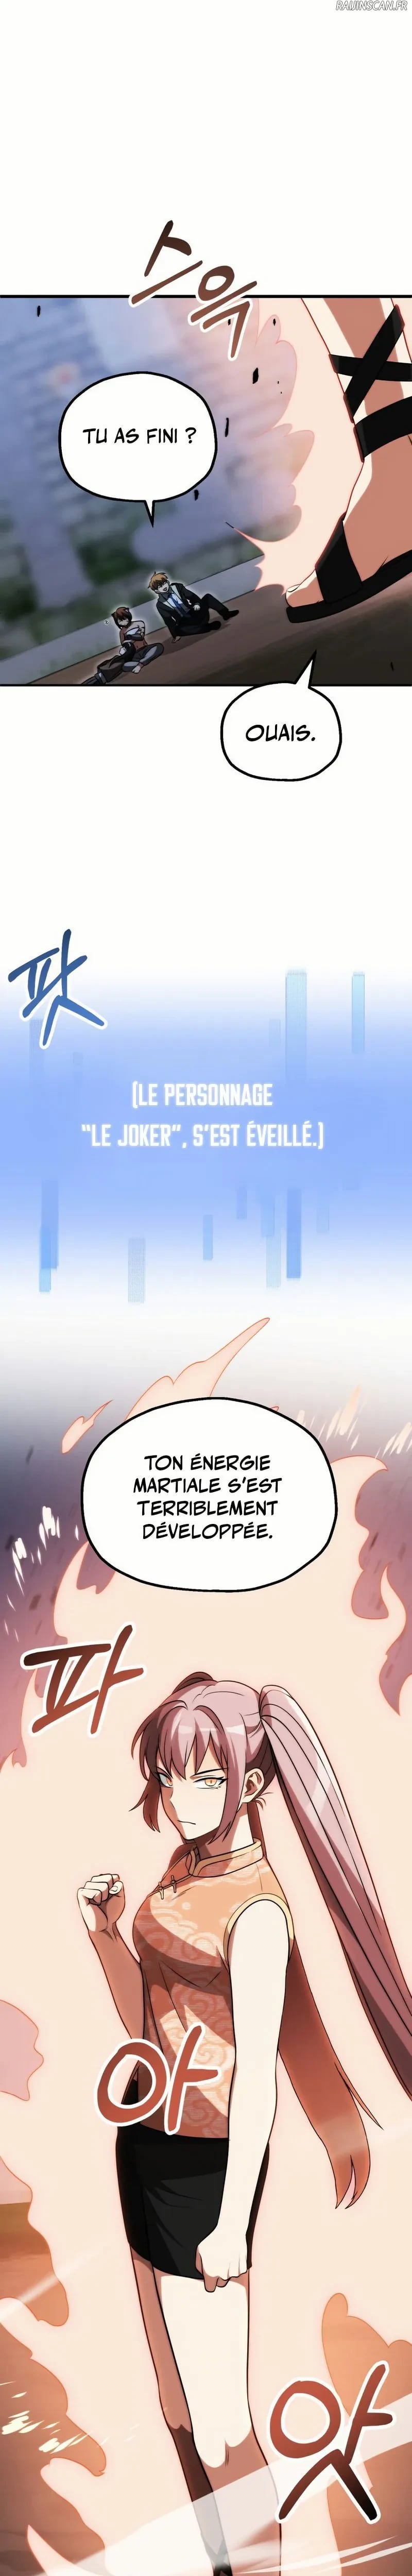 RAIJINSCAN.FR
스윽
TU AS FINI ?
OUAIS.
팟
[LE PERSONNAGE
"LE JOKER", S'EST ÉVEILLÉ.]
TON ÉNERGIE
MARTIALE S'EST
TERRIBLEMENT
DÉVELOPPÉE.
파
아
앗